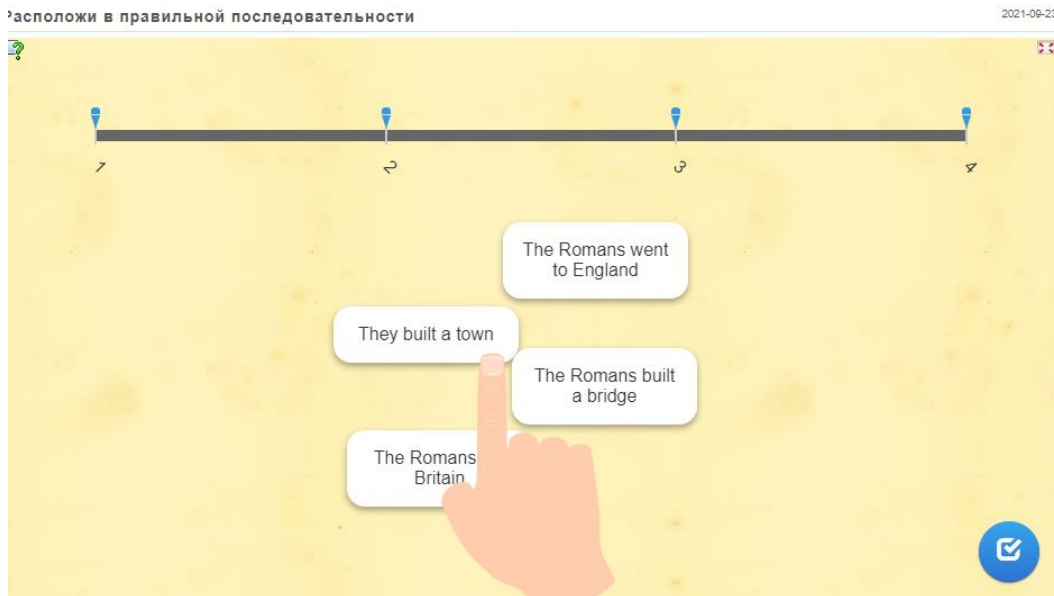 Расположи в правильной последовательности
2021-09-23
1
2
3
4
The Romans went
to England
They built a town
The Romans built
a bridge
The Romans
Britain